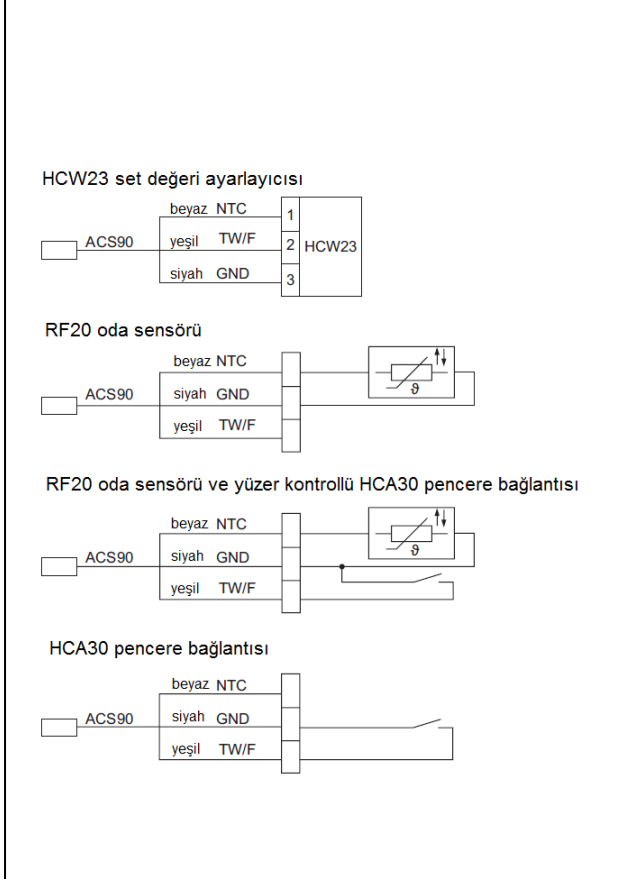 HCW23 set değeri ayarlayıcısı
beyaz NTC
1
ACS90 yeşil TW/F 2 HCW23
siyah GND
3
RF20 oda sensörü
beyaz NTC
ACS90 siyah GND ϑ
yeşil TW/F
RF20 oda sensörü ve yüzer kontrollü HCA30 pencere bağlantısı
beyaz NTC
ACS90 siyah GND ϑ
yeşil TW/F
HCA30 pencere bağlantısı
beyaz NTC
ACS90 siyah GND
yeşil TW/F